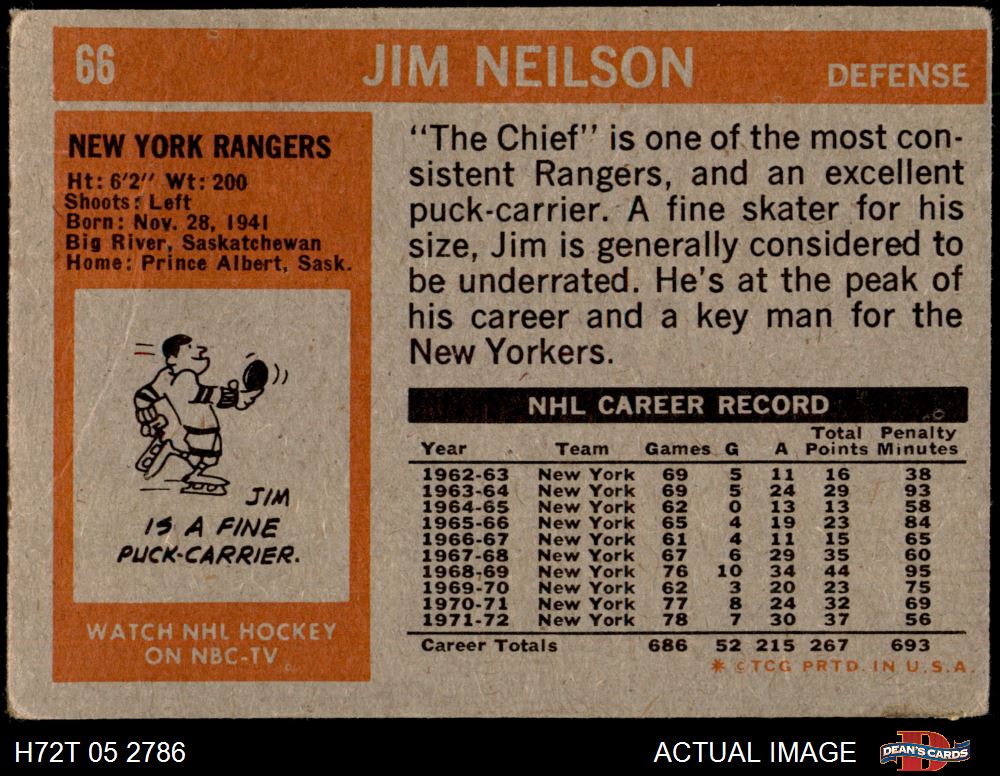 66
JIM NEILSON
DEFENSE
NEW YORK RANGERS
Ht: 6'2" Wt: 200
Shoots: Left
Born: Nov. 28, 1941
Big River, Saskatchewan
Home: Prince Albert, Sask.
JIM
IS A FINE
PUCK-CARRIER.
WATCH NHL HOCKEY
ON NBC-TV
"The Chief" is one of the most con-
sistent Rangers, and an excellent
puck-carrier. A fine skater for his
size, Jim is generally considered to
be underrated. He's at the peak of
his career and a key man for the
New Yorkers.
NHL CAREER RECORD
Total Penalty
Year Team Games G A Points Minutes
1962-63 New York 69 5 11 16 38
1963-64 New York 69 5 24 29 93
1964-65 New York 62 0 13 13 58
1965-66 New York 65 4 19 23 84
1966-67 New York 61 4 11 15 65
1967-68 New York 67 6 29 35 60
1968-69 New York 76 10 34 44 95
1969-70 New York 62 3 20 23 75
1970-71 New York 77 8 24 32 69
1971-72 New York 78 7 30 37 56
Career Totals 686 52 215 267 693
* © TCG PRTD. IN U.S.A.
H72T 05 2786
ACTUAL IMAGE
DEAN'S CARDS